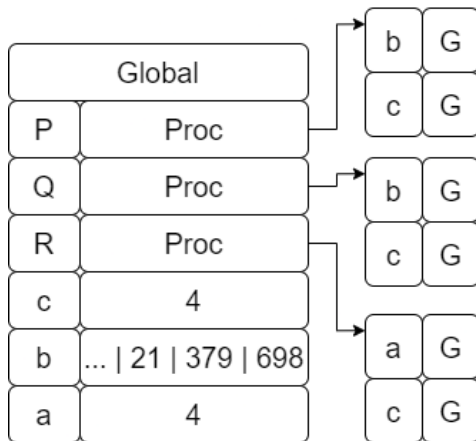 Global
P Proc
Q Proc
R Proc
c 4
b ... | 21 | 379 | 698
a 4
b G
c G
b G
c G
a G
c G